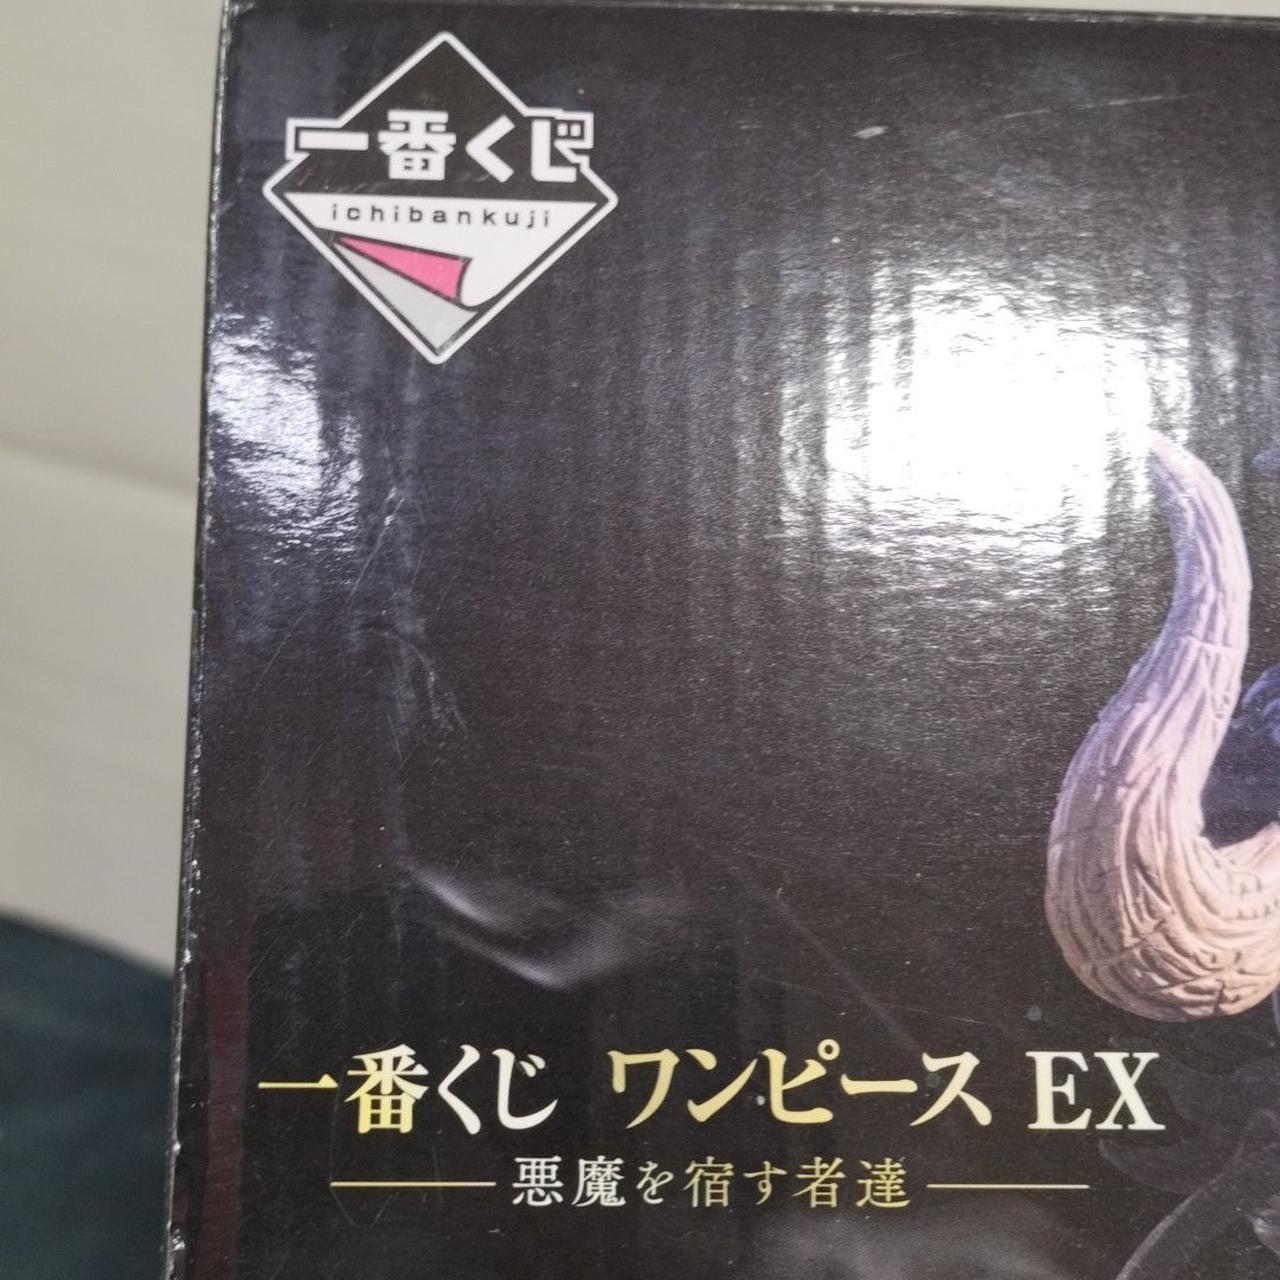 一番くじ
ichibankuji
一番くじ ワンピース EX
悪魔を宿す者達